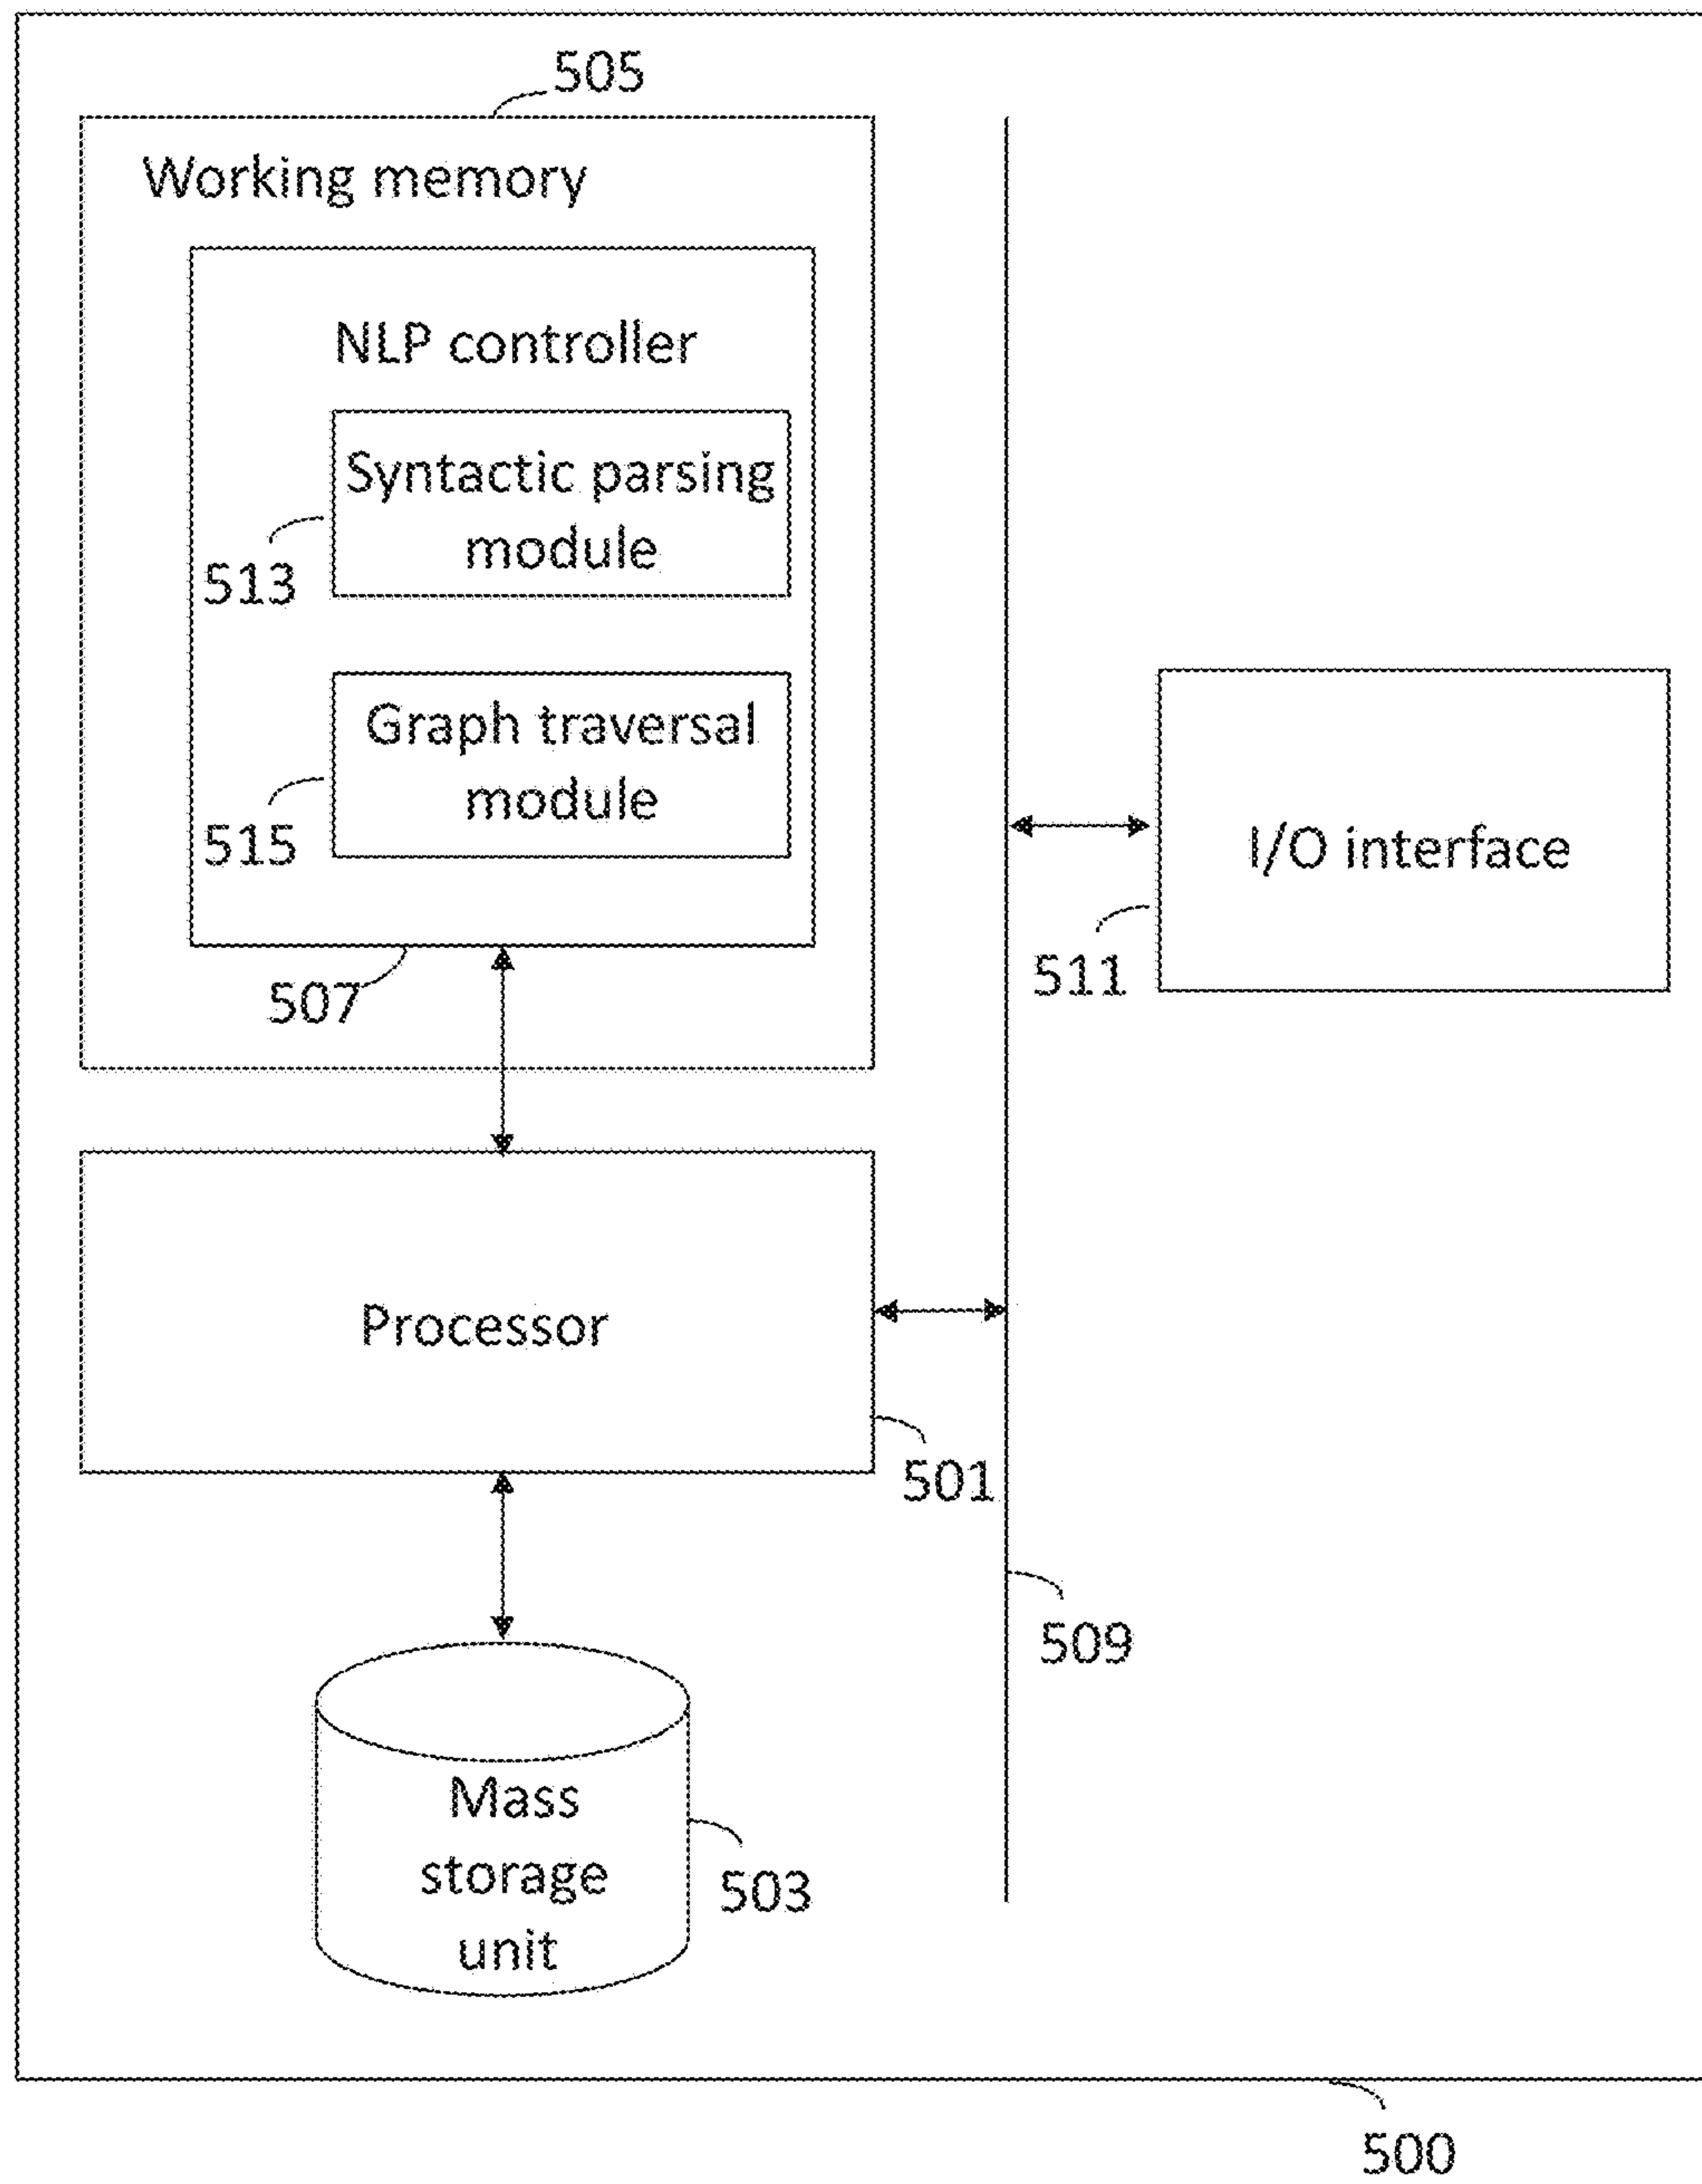 505
Working memory
NLP controller
Syntactic parsing
module
513
Graph traversal
module
515
507
I/O interface
511
Processor
501
509
Mass
storage
unit
503
500